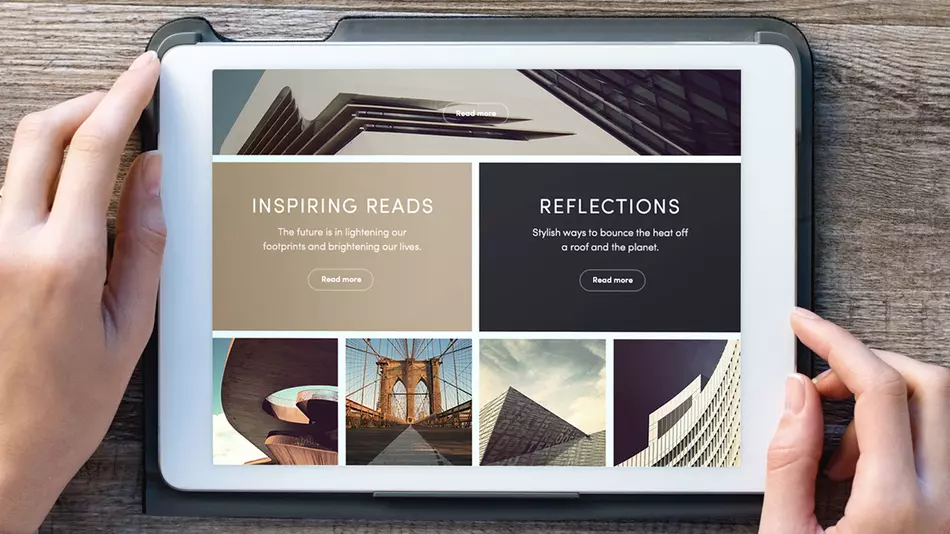 Read more
INSPIRING READS
The future is in lightening our
footprints and brightening our lives.
Read more
REFLECTIONS
Stylish ways to bounce the heat off
a roof and the planet.
Read more